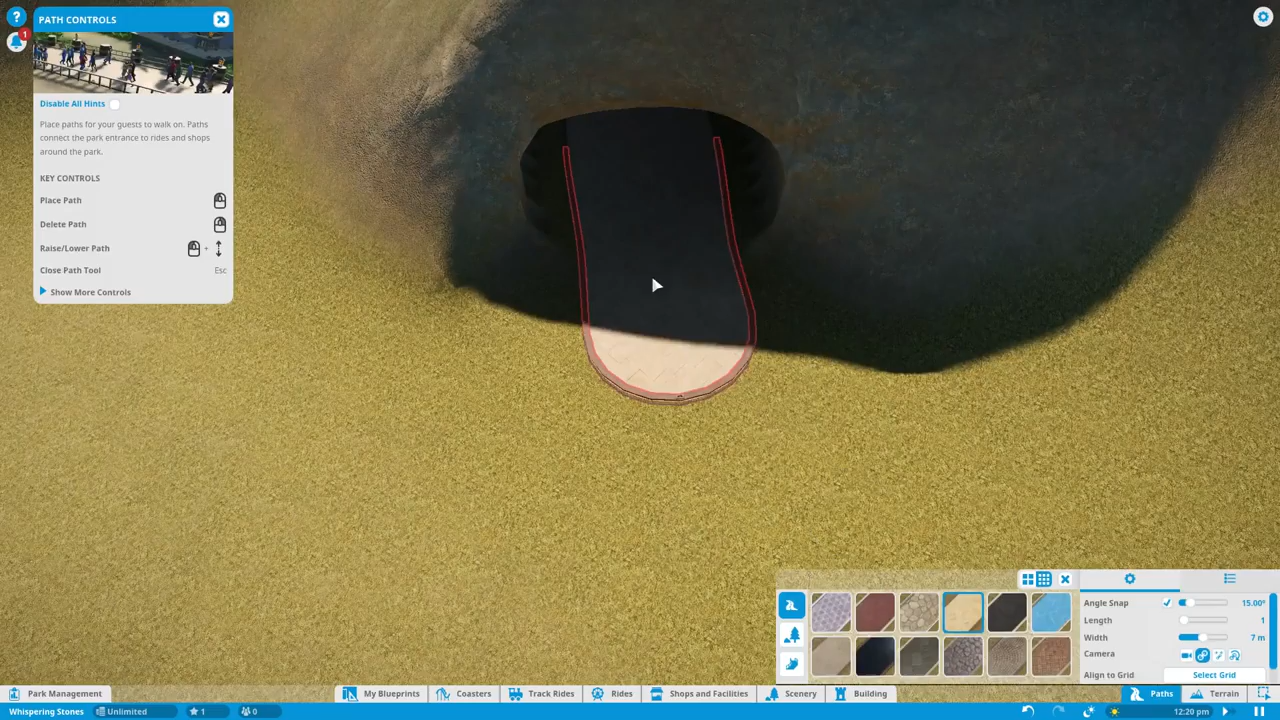 ?
PATH CONTROLS
1
Disable All Hints
Place paths for your guests to walk on. Paths
connect the park entrance to rides and shops
around the park.
KEY CONTROLS
Place Path
Delete Path
Raise/Lower Path
+
Close Path Tool Esc
Show More Controls
Angle Snap 15.00°
Length 1
Width 7 m
Camera
Align to Grid Select Grid
Park Management My Blueprints Coasters Track Rides Rides Shops and Facilities Scenery Building Paths Terrain
Whispering Stones Unlimited 1 0 12:20 pm